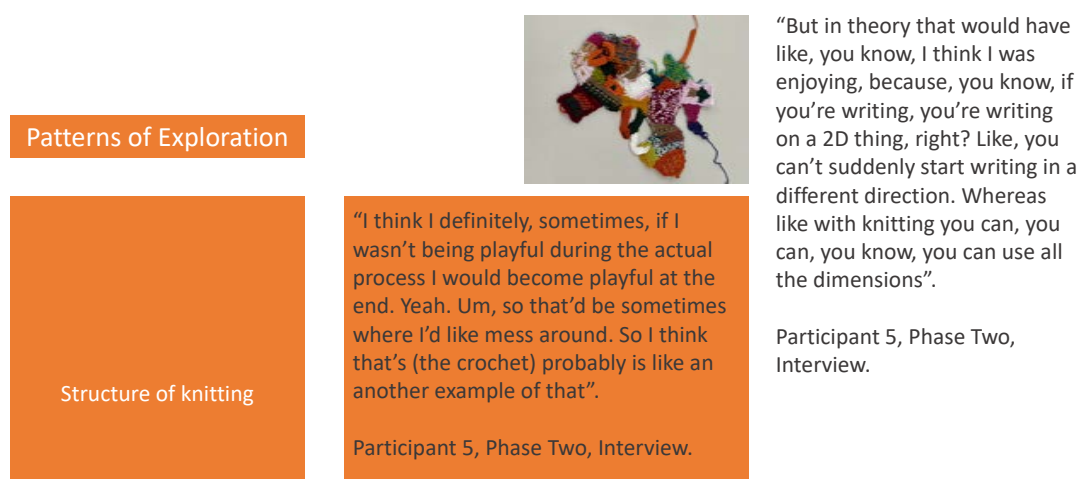 Patterns of Exploration
Structure of knitting
“I think I definitely, sometimes, if I
wasn’t being playful during the actual
process I would become playful at the
end. Yeah. Um, so that’d be sometimes
where I’d like mess around. So I think
that’s (the crochet) probably is like an
another example of that”.
Participant 5, Phase Two, Interview.
“But in theory that would have
like, you know, I think I was
enjoying, because, you know, if
you’re writing, you’re writing
on a 2D thing, right? Like, you
can’t suddenly start writing in a
different direction. Whereas
like with knitting you can, you
can, you know, you can use all
the dimensions”.
Participant 5, Phase Two,
Interview.